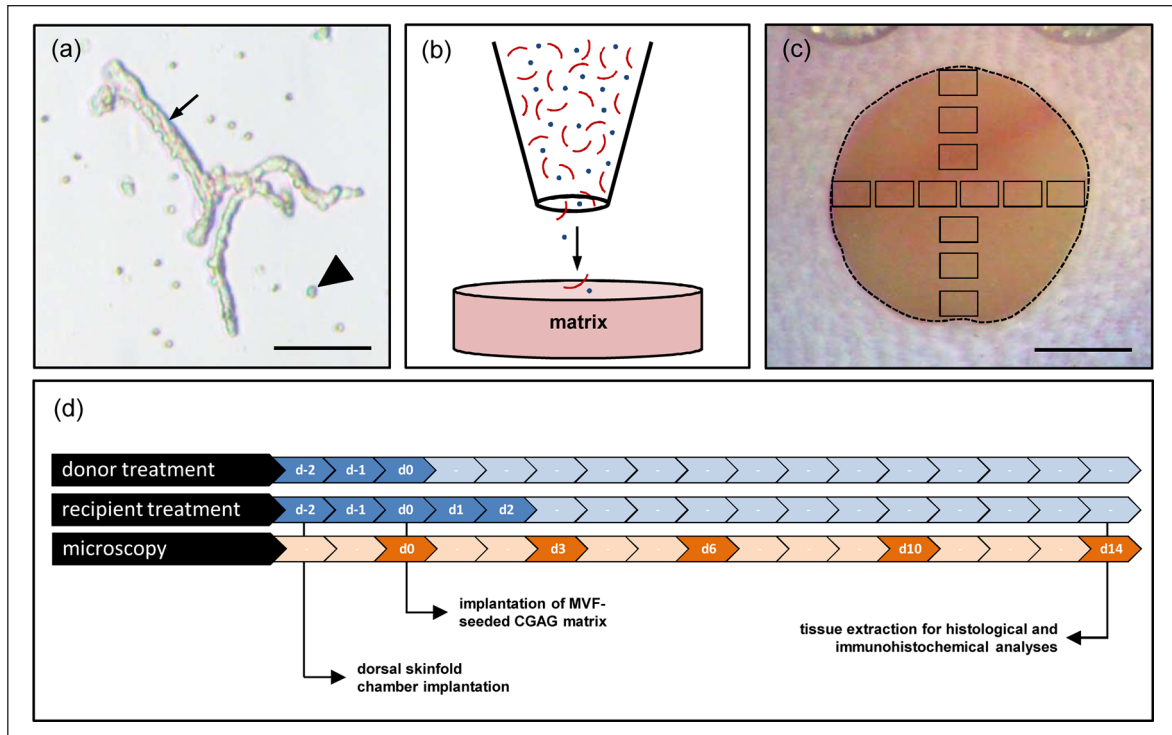 (a)
(b)
(c)
matrix
(d)
donor treatment d-2 d-1 d0 - - - - - - - - - - - - - -
recipient treatment d-2 d-1 d0 d1 d2 - - - - - - - - - - - -
microscopy - - d0 - - d3 - - d6 - - - d10 - - - d14
implantation of MVF-
seeded CGAG matrix
tissue extraction for histological and
immunohistochemical analyses
dorsal skinfold
chamber implantation